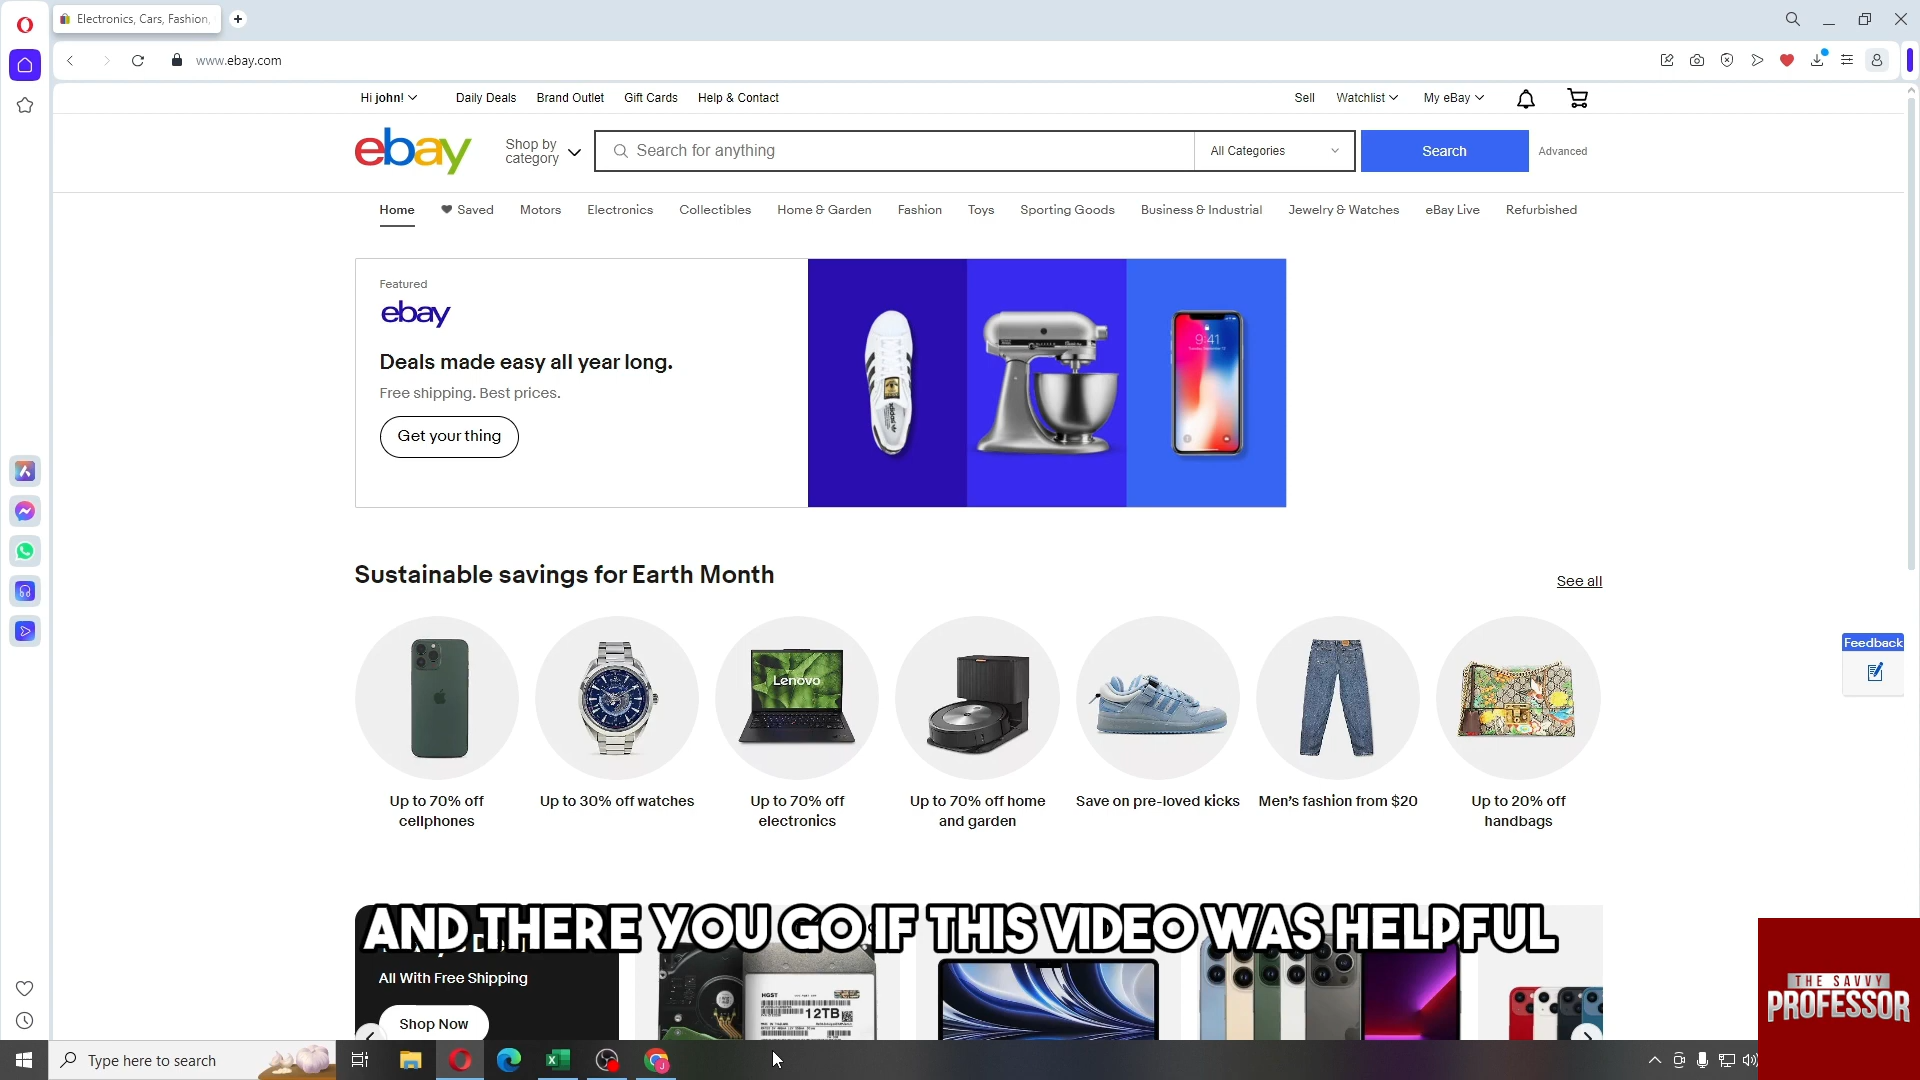 Electronics, Cars, Fashion,
www.ebay.com
Hi john!
Daily Deals
Brand Outlet
Gift Cards
Help & Contact
Sell
Watchlist
My eBay
ebay
Shop by
category
Search for anything
All Categories
Search
Advanced
Home
Saved
Motors
Electronics
Collectibles
Home & Garden
Fashion
Toys
Sporting Goods
Business & Industrial
Jewelry & Watches
eBay Live
Refurbished
Featured
ebay
Deals made easy all year long.
Free shipping. Best prices.
Get your thing
9:41
Sustainable savings for Earth Month
See all
Feedback
Lenovo
Up to 70% off
cellphones
Up to 30% off watches
Up to 70% off
electronics
Up to 70% off home
and garden
Save on pre-loved kicks
Men's fashion from $20
Up to 20% off
handbags
AND THERE YOU GO IF THIS VIDEO WAS HELPFUL
All With Free Shipping
Shop Now
HGST
12TB
THE SAVVY
PROFESSOR
Type here to search